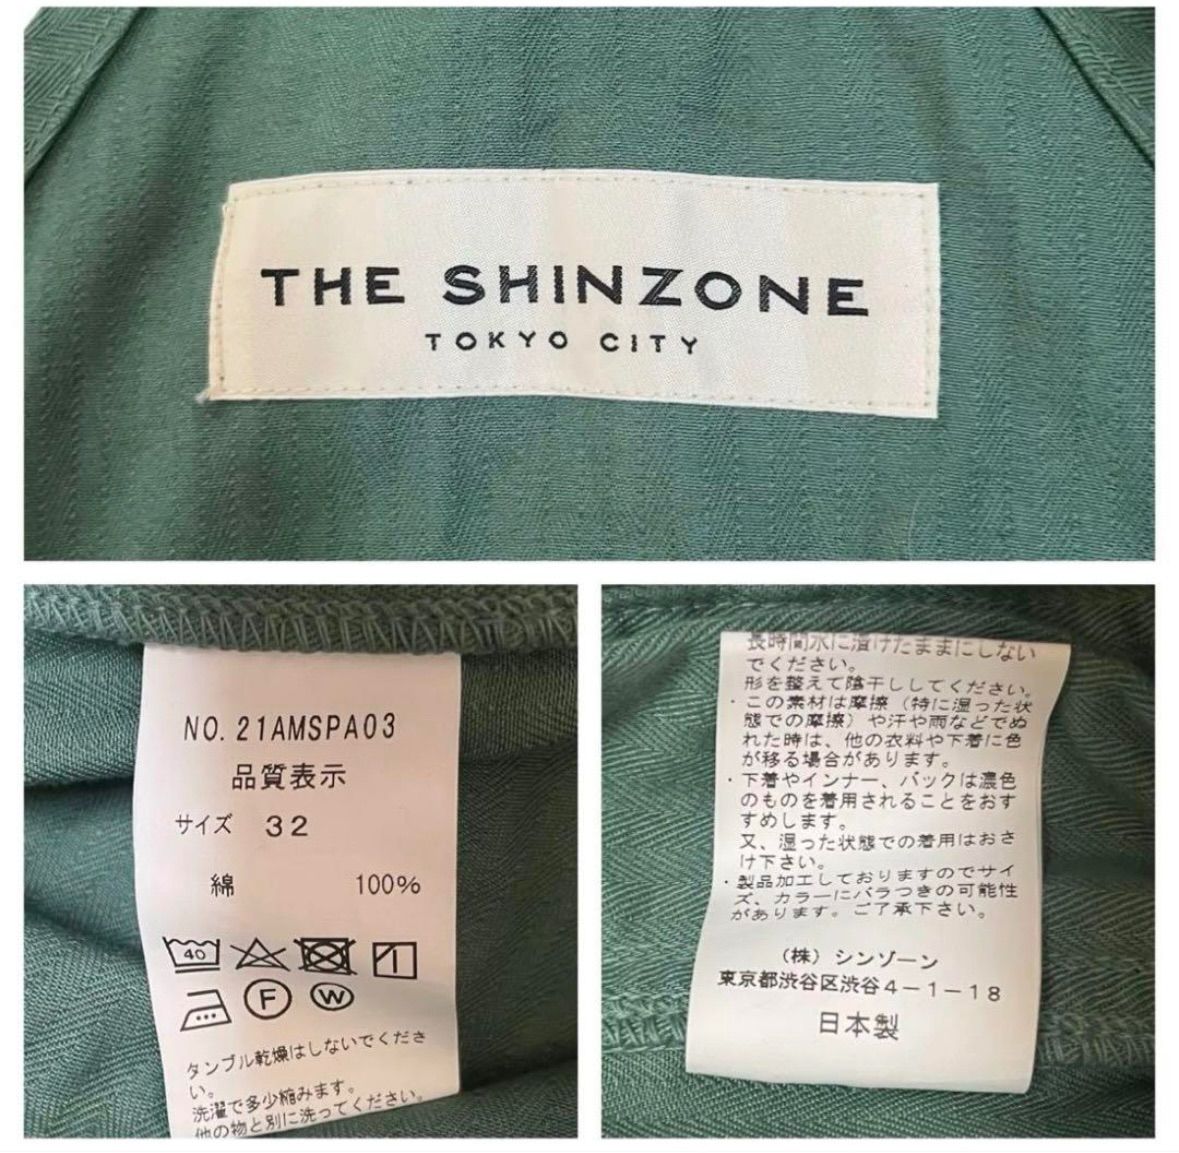 THE SHINZONE
TOKYO CITY
NO. 21AMSPA03
品質表示
サイズ 32
綿 100%
40
F
W
タンブル乾燥はしないでくださ
い。
洗濯で多少縮みます。
他の物と別に洗ってください。
長時間水に漬けたままにしない
でください。
形を整えて陰干ししてください。
・この素材は摩擦（特に湿った状
態での摩擦）や汗や雨などでぬ
れた時は、他の衣料や下着に色
が移る場合があります。
・下着やインナー、バックは濃色
のものを着用されることをおす
すめします。
又、湿った状態での着用はおさ
け下さい。
・製品加工しておりますのでサイ
ズ、カラーにバラつきの可能性
があります。ご了承下さい。
（株）シンゾーン
東京都渋谷区渋谷4-1-18
日本製